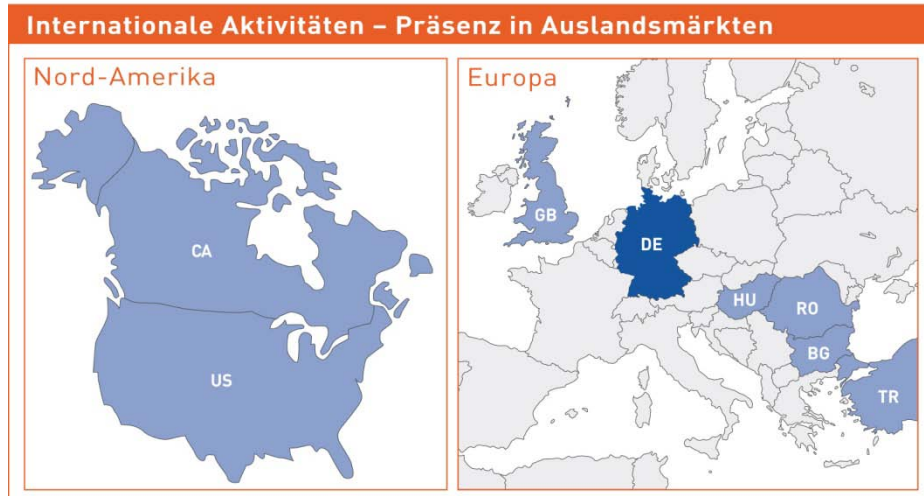 Internationale Aktivitäten – Präsenz in Auslandsmärkten
Nord-Amerika
CA
US
Europa
GB
DE
HU
RO
BG
TR